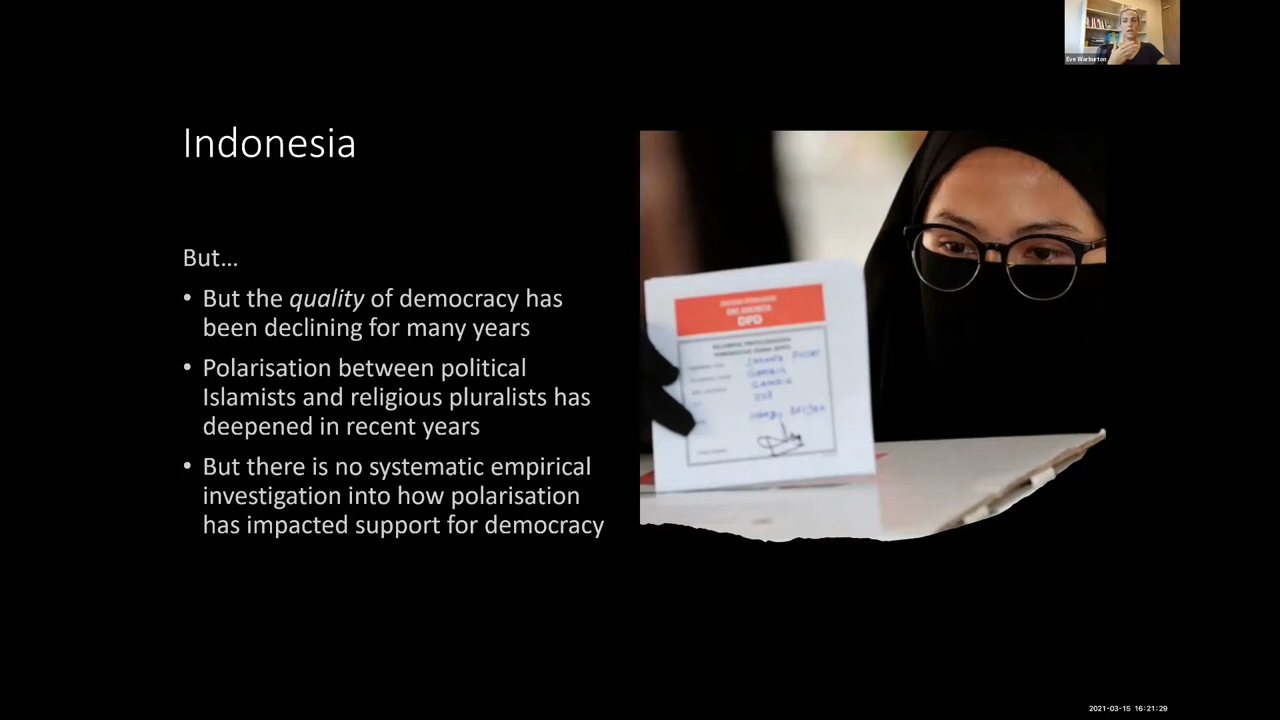 Eve Warburton
Indonesia
But...
• But the quality of democracy has
been declining for many years
• Polarisation between political
Islamists and religious pluralists has
deepened in recent years
• But there is no systematic empirical
investigation into how polarisation
has impacted support for democracy
DPD
2021-03-15 16:21:29